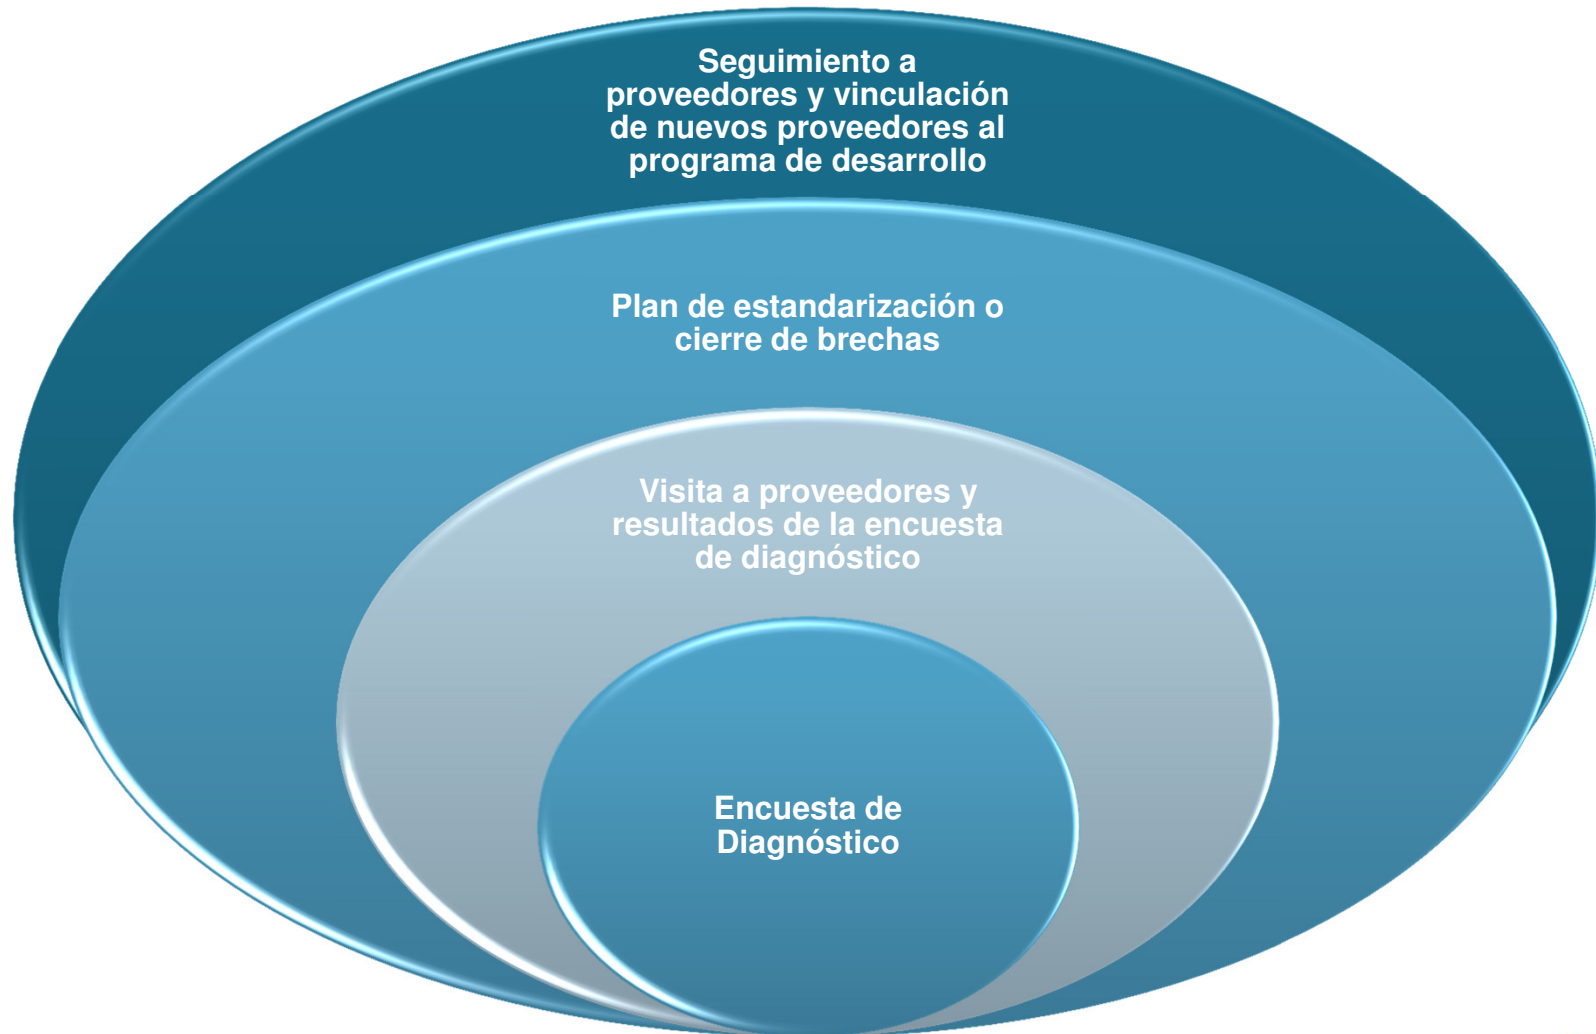 Seguimiento a
proveedores y vinculación
de nuevos proveedores al
programa de desarrollo
Plan de estandarización o
cierre de brechas
Visita a proveedores y
resultados de la encuesta
de diagnóstico
Encuesta de
Diagnóstico